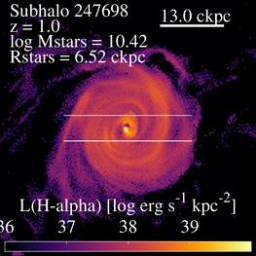 Subhalo 247698
13.0 ckpc
z = 1.0
log Mstars = 10.42
Rstars = 6.52 ckpc
L(H-alpha) [log erg s⁻¹ kpc⁻²]
36 37 38 39